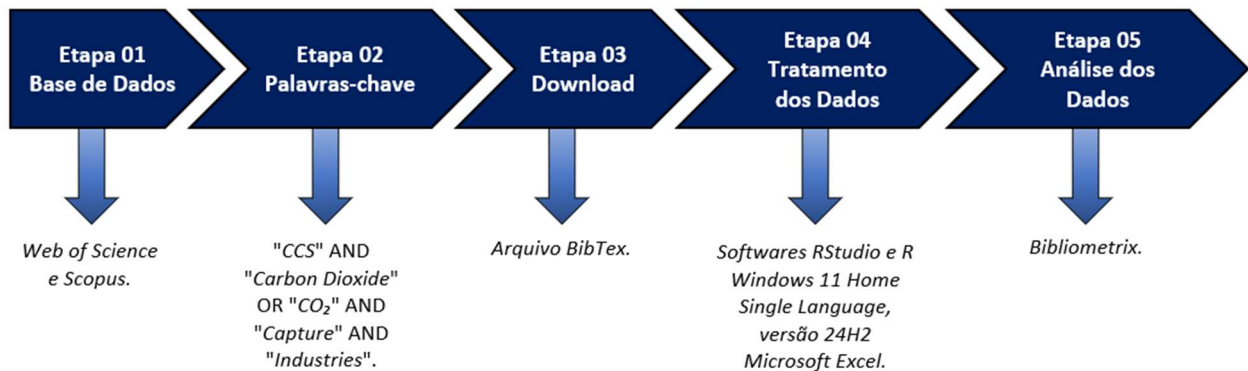 Etapa 01
Base de Dados
Etapa 02
Palavras-chave
Etapa 03
Download
Etapa 04
Tratamento
dos Dados
Etapa 05
Análise dos
Dados
Web of Science
e Scopus.
"CCS" AND
"Carbon Dioxide"
OR "CO₂" AND
"Capture" AND
"Industries".
Arquivo BibTex.
Softwares RStudio e R
Windows 11 Home
Single Language,
versão 24H2
Microsoft Excel.
Bibliometrix.